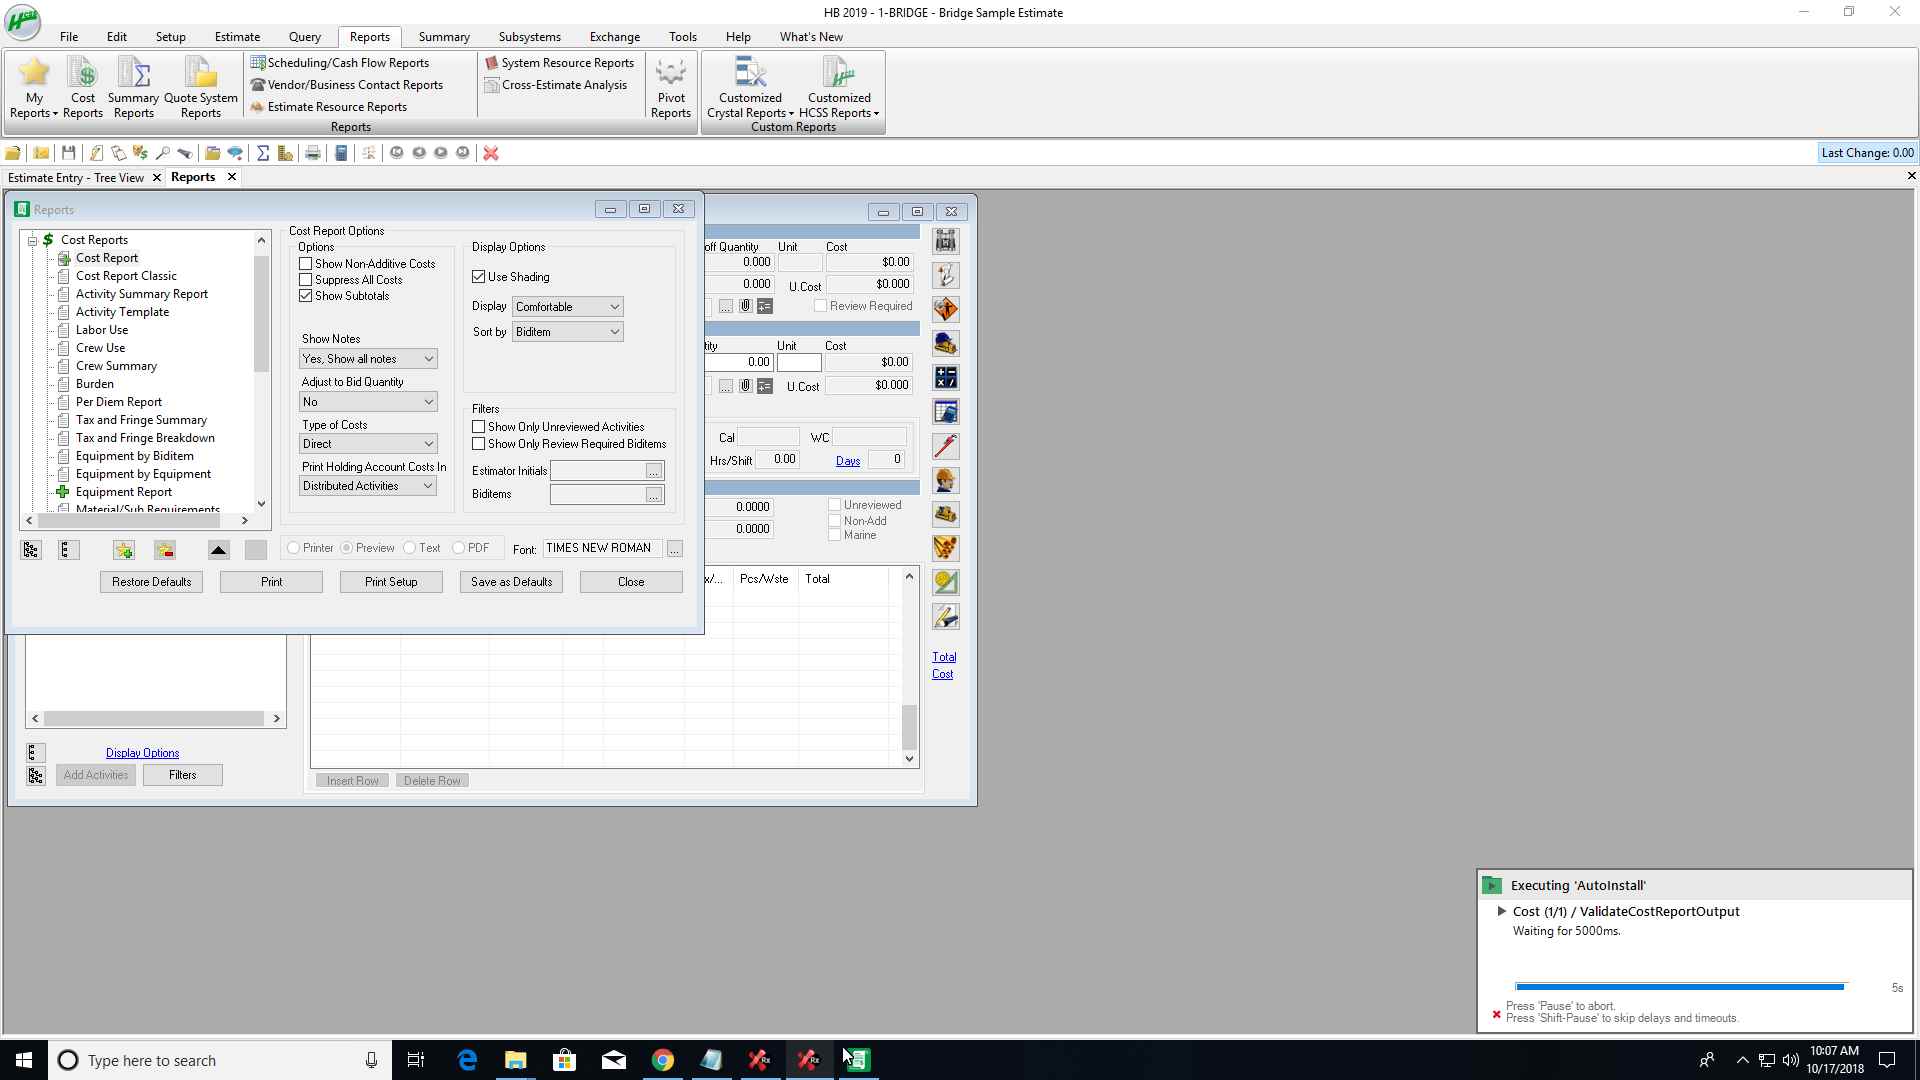 HB 2019 - 1-BRIDGE - Bridge Sample Estimate
HCSS
File Edit Setup Estimate Query Reports Summary Subsystems Exchange Tools Help What's New
My Reports
Cost Reports
Summary Reports
Quote System Reports
Scheduling/Cash Flow Reports
Vendor/Business Contact Reports
Estimate Resource Reports
System Resource Reports
Cross-Estimate Analysis
Pivot Reports
Customized Crystal Reports
Customized HCSS Reports
Reports
Custom Reports
Last Change: 0.00
Estimate Entry - Tree View
Reports
Reports
Cost Reports
Cost Report
Cost Report Classic
Activity Summary Report
Activity Template
Labor Use
Crew Use
Crew Summary
Burden
Per Diem Report
Tax and Fringe Summary
Tax and Fringe Breakdown
Equipment by Biditem
Equipment by Equipment
Equipment Report
Material/Sub Requirements
Cost Report Options
Options
Show Non-Additive Costs
Suppress All Costs
Show Subtotals
Show Notes
Yes, Show all notes
Adjust to Bid Quantity
No
Type of Costs
Direct
Print Holding Account Costs In
Distributed Activities
Display Options
Use Shading
Display Comfortable
Sort by Biditem
Filters
Show Only Unreviewed Activities
Show Only Review Required Biditems
Estimator Initials ...
Biditems ...
Printer Preview Text PDF Font: TIMES NEW ROMAN ...
Restore Defaults Print Print Setup Save as Defaults Close
off Quantity Unit Cost
0.000 $0.00
0.000 U.Cost $0.000
... Review Required
tity Unit Cost
0.00 $0.00
... U.Cost $0.000
Cal WC
Hrs/Shift 0.00 Days 0
0.0000 Unreviewed
Non-Add
0.0000 Marine
x/... Pcs/Wste Total
Total
Cost
Display Options
Add Activities Filters
Insert Row Delete Row
Executing 'AutoInstall'
Cost (1/1) / ValidateCostReportOutput
Waiting for 5000ms.
5s
Press 'Pause' to abort.
Press 'Shift-Pause' to skip delays and timeouts.
Type here to search
10:07 AM
10/17/2018